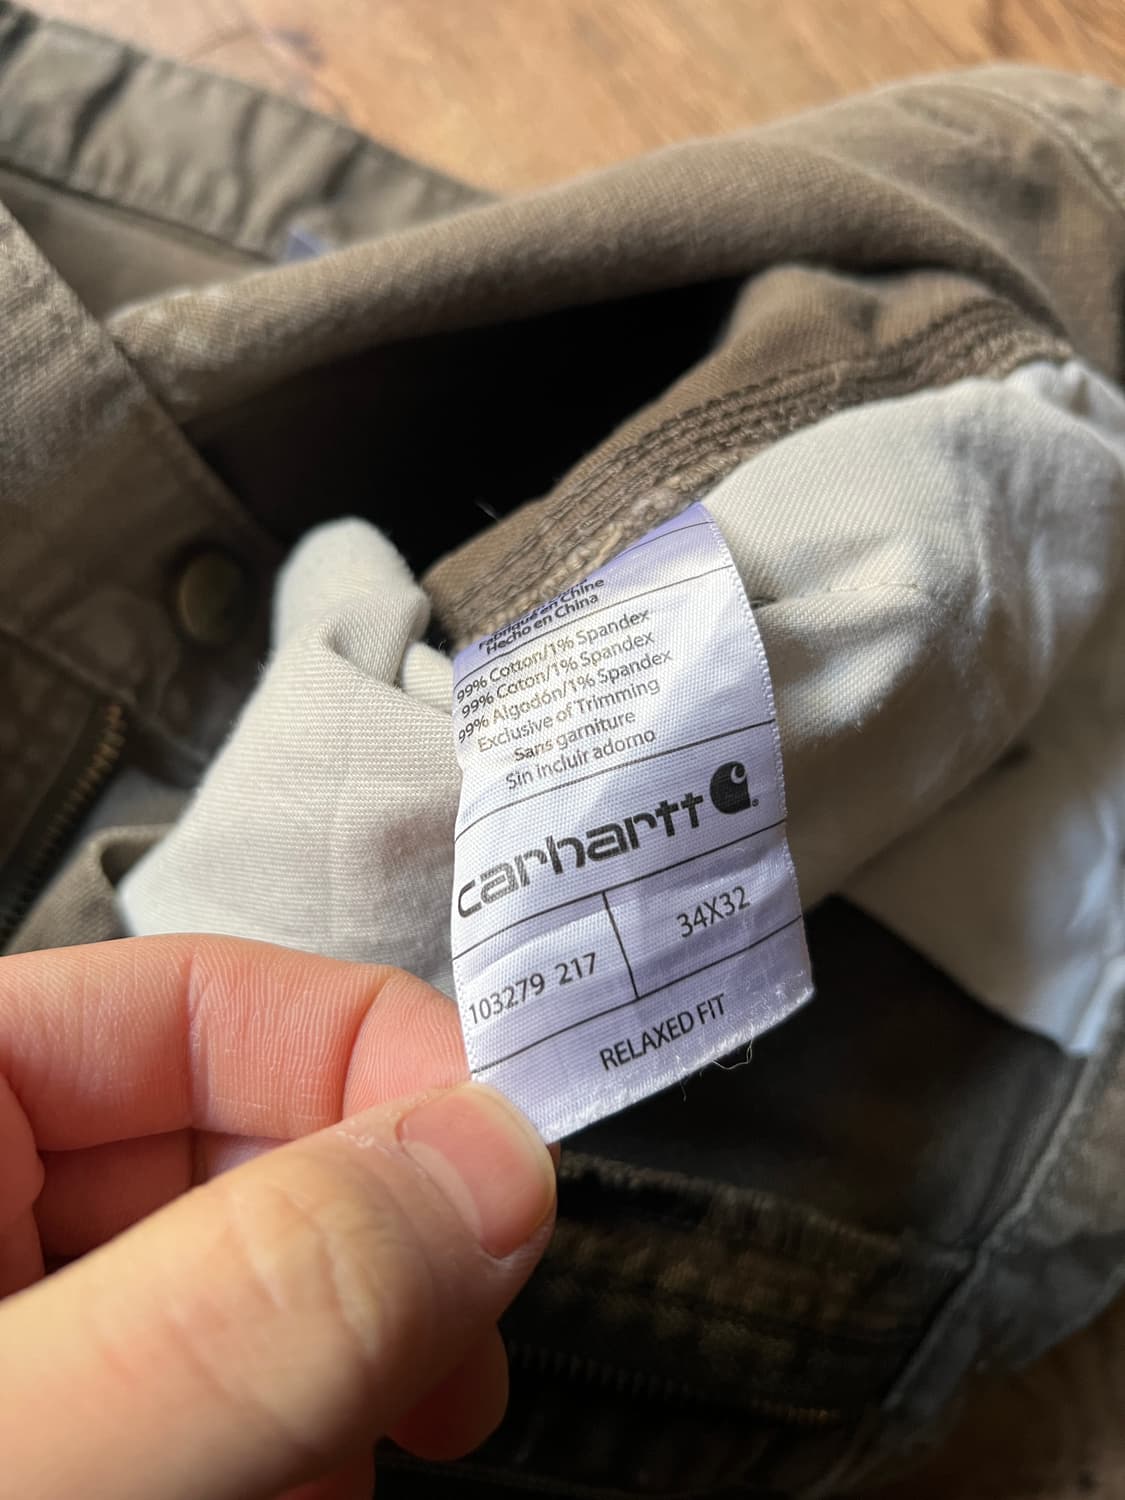 Fabriqué en Chine
Hecho en China
99% Cotton/1% Spandex
99% Coton/1% Spandex
99% Algodón/1% Spandex
Exclusive of Trimming
Sans garniture
Sin incluir adorno
carhartt
103279 217
34X32
RELAXED FIT